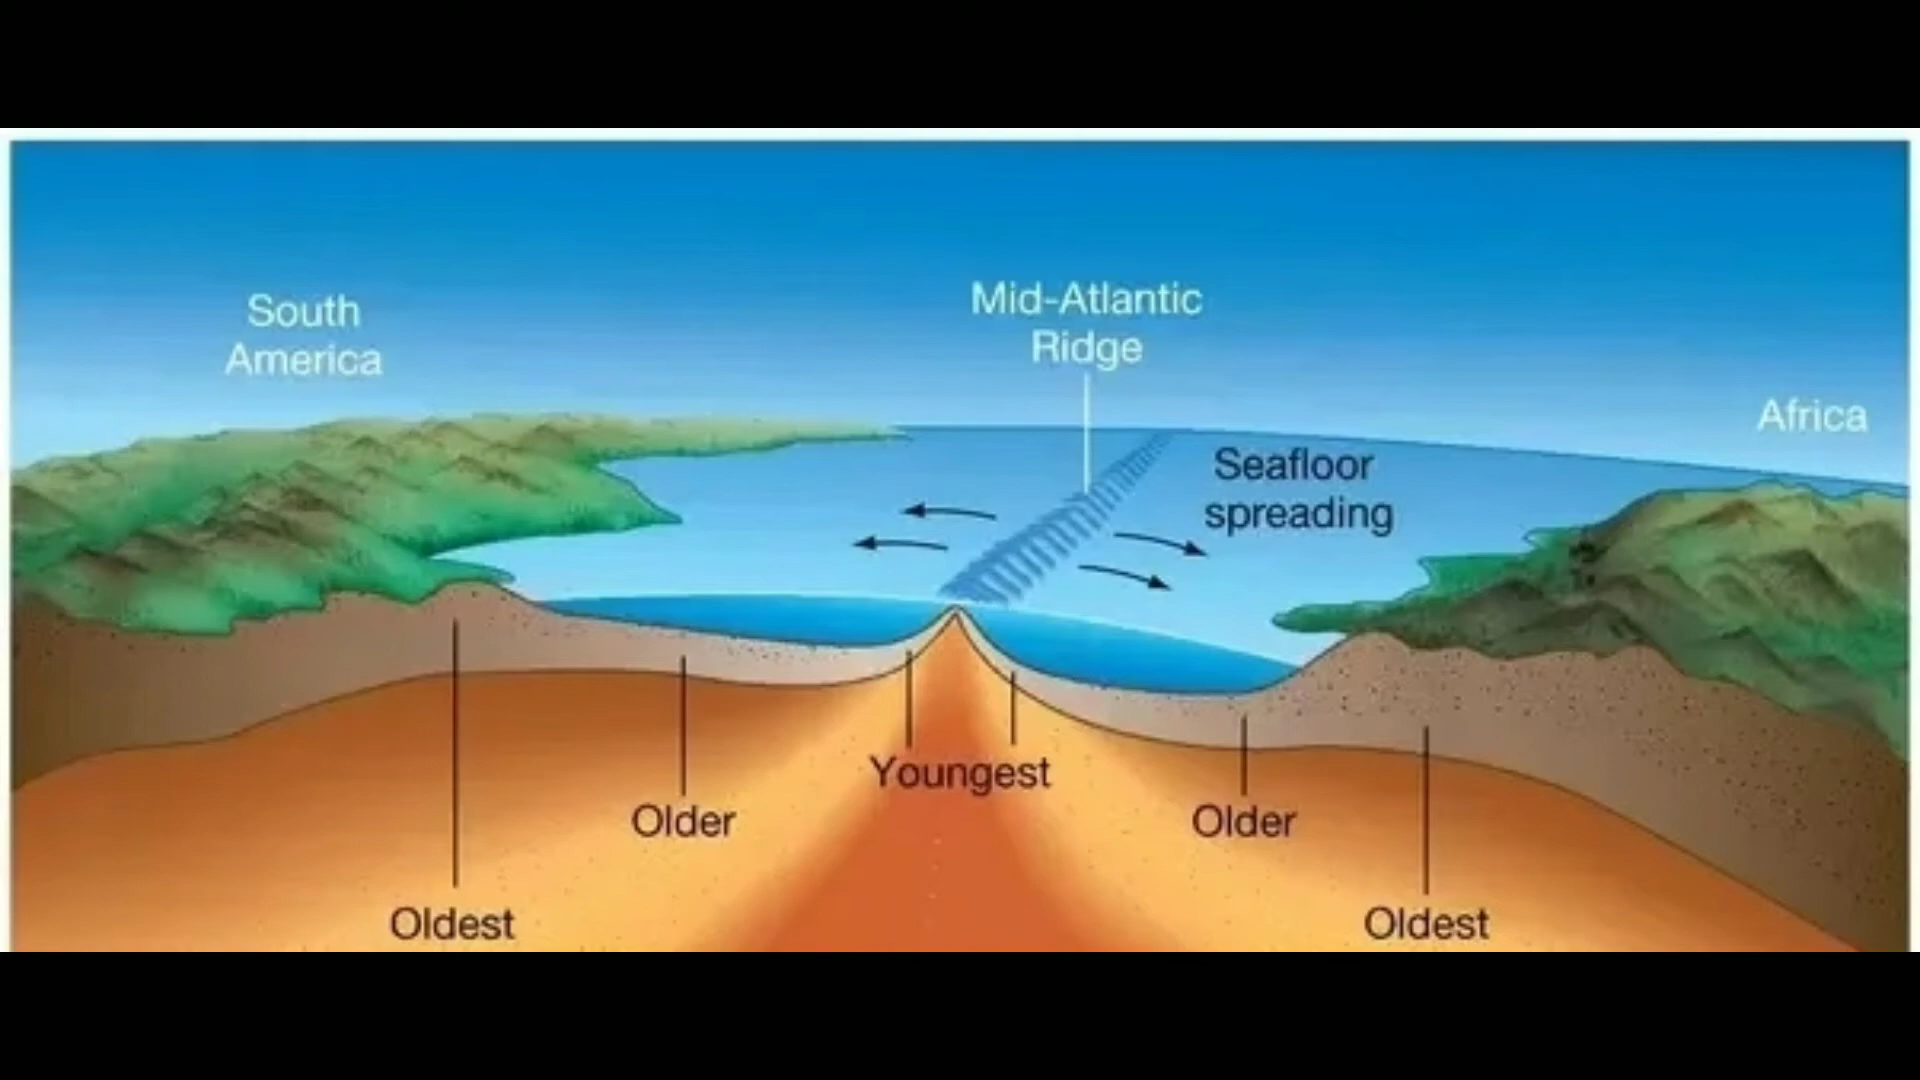 South
America
Mid-Atlantic
Ridge
Africa
Seafloor
spreading
Youngest
Older
Older
Oldest
Oldest